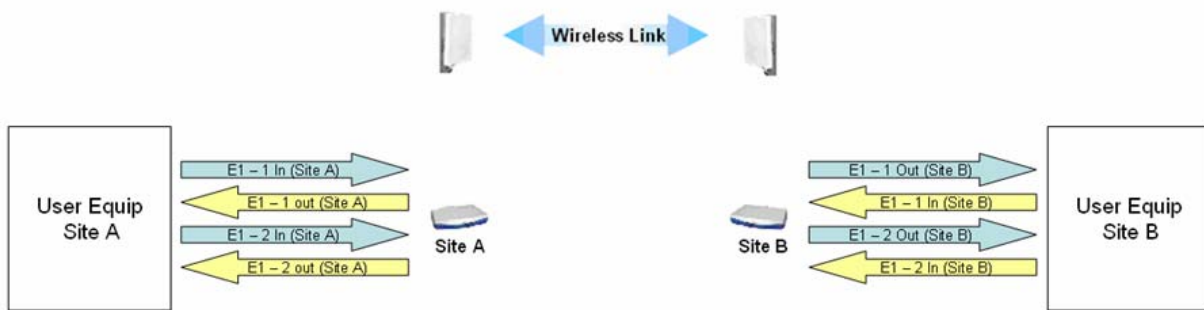 Wireless Link
User Equip
Site A
E1 – 1 In (Site A)
E1 – 1 out (Site A)
E1 – 2 In (Site A)
E1 – 2 out (Site A)
Site A
Site B
E1 – 1 Out (Site B)
E1 – 1 In (Site B)
E1 – 2 Out (Site B)
E1 – 2 In (Site B)
User Equip
Site B